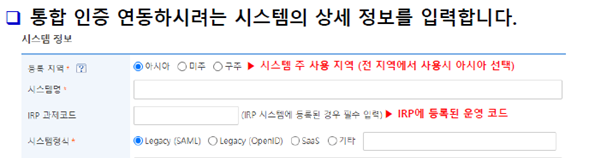 ❑ 통합 인증 연동하시려는 시스템의 상세 정보를 입력합니다.
시스템 정보
등록 지역 * [?] 아시아 미주 구주 ▶ 시스템 주 사용 지역 (전 지역에서 사용시 아시아 선택)
시스템명 *
IRP 과제코드 (IRP 시스템에 등록된 경우 필수 입력) ▶ IRP에 등록된 운영 코드
시스템형식 * Legacy (SAML) Legacy (OpenID) SaaS 기타